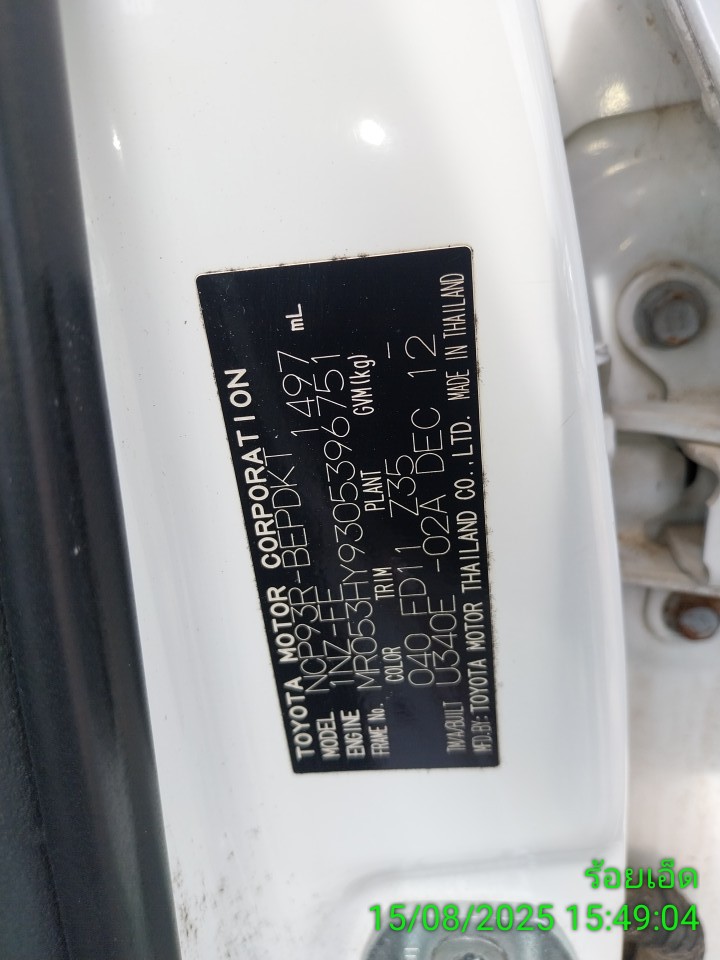 TOYOTA MOTOR CORPORATION
MODEL NCP93R-BEPDKT 1497 mL
ENGINE 1NZ-FE
FRAME No. MR053HY9305396751
COLOR TRIM PLANT GVM(kg)
040 FD11 Z35 -
TM/A/BUILT U340E -02A DEC 12
MFD.BY:TOYOTA MOTOR THAILAND CO.,LTD. MADE IN THAILAND
ร้อยเอ็ด
15/08/2025 15:49:04